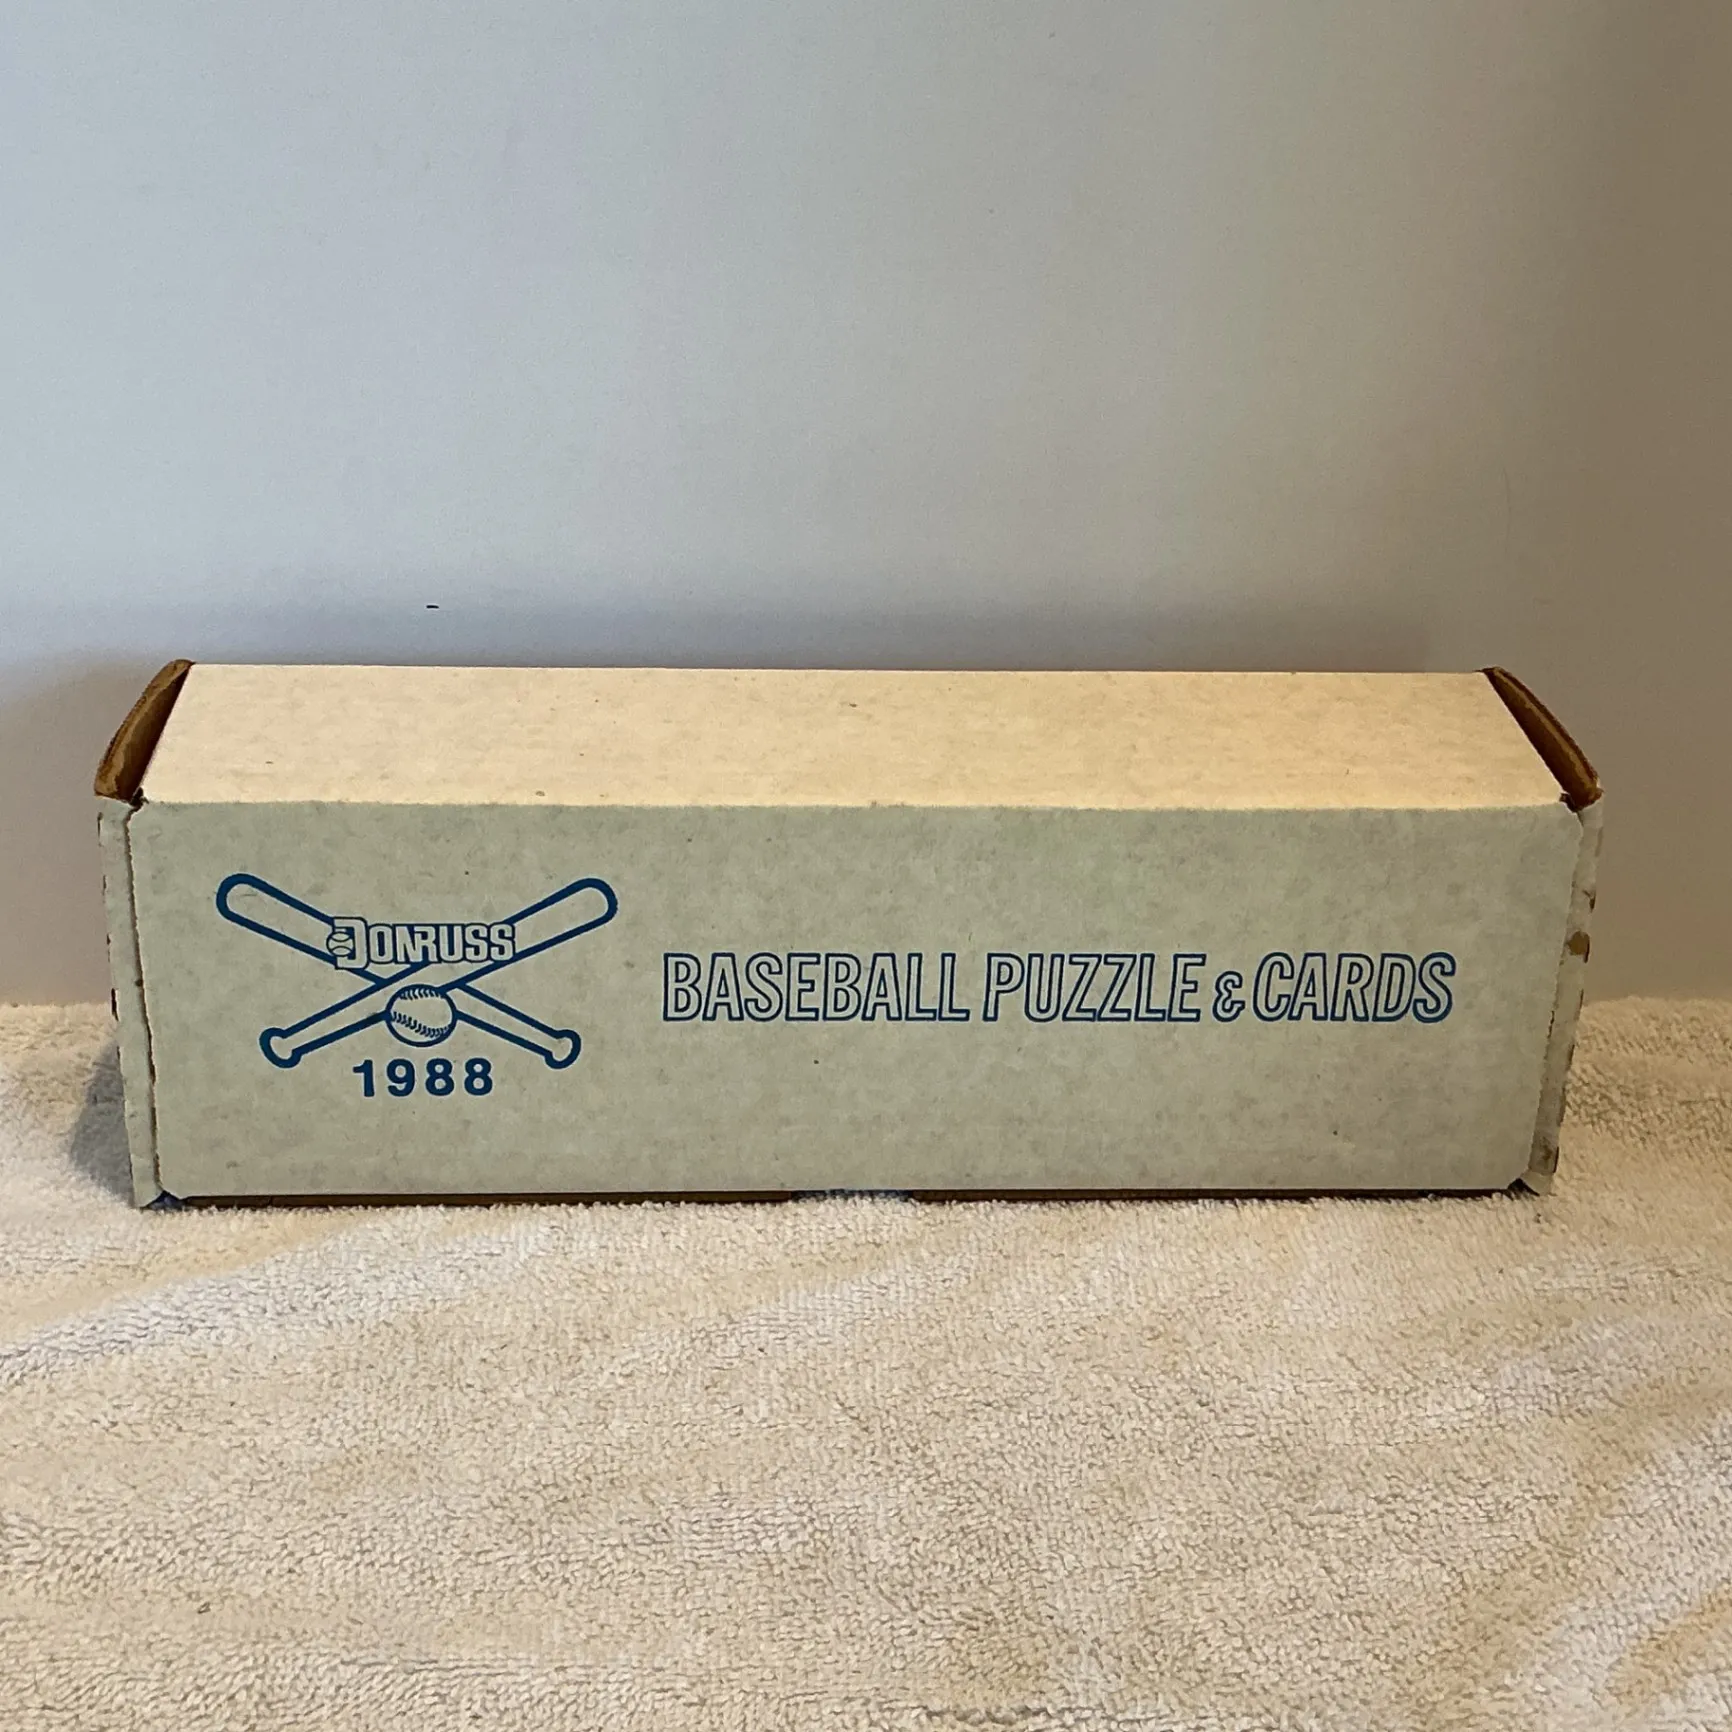 DONRUSS
1988
BASEBALL PUZZLE & CARDS